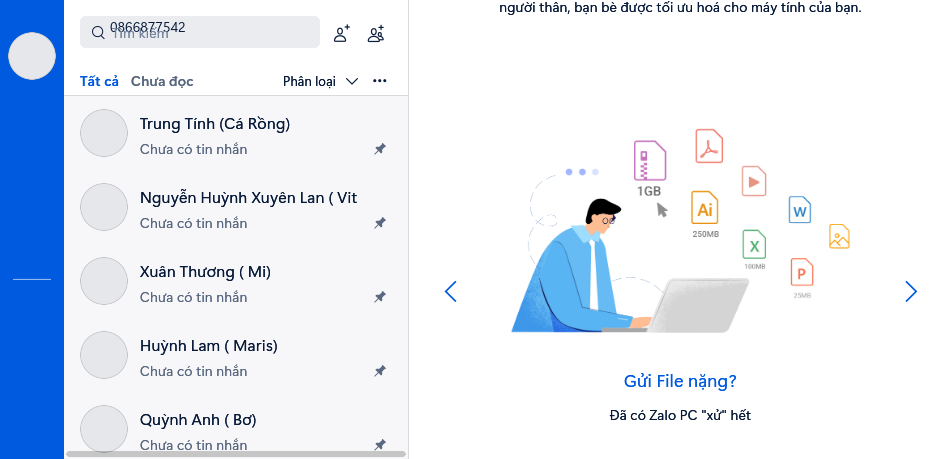 người thân, bạn bè được tối ưu hoá cho máy tính của bạn.
0866877542
Tìm kiếm
Tất cả Chưa đọc Phân loại
Trung Tính (Cá Rồng)
Chưa có tin nhắn
Nguyễn Huỳnh Xuyên Lan ( Vit
Chưa có tin nhắn
Xuân Thương ( Mi)
Chưa có tin nhắn
Huỳnh Lam ( Maris)
Chưa có tin nhắn
Quỳnh Anh ( Bơ)
Chưa có tin nhắn
1GB
Ai
250MB
W
X
100MB
P
25MB
Gửi File nặng?
Đã có Zalo PC "xử" hết